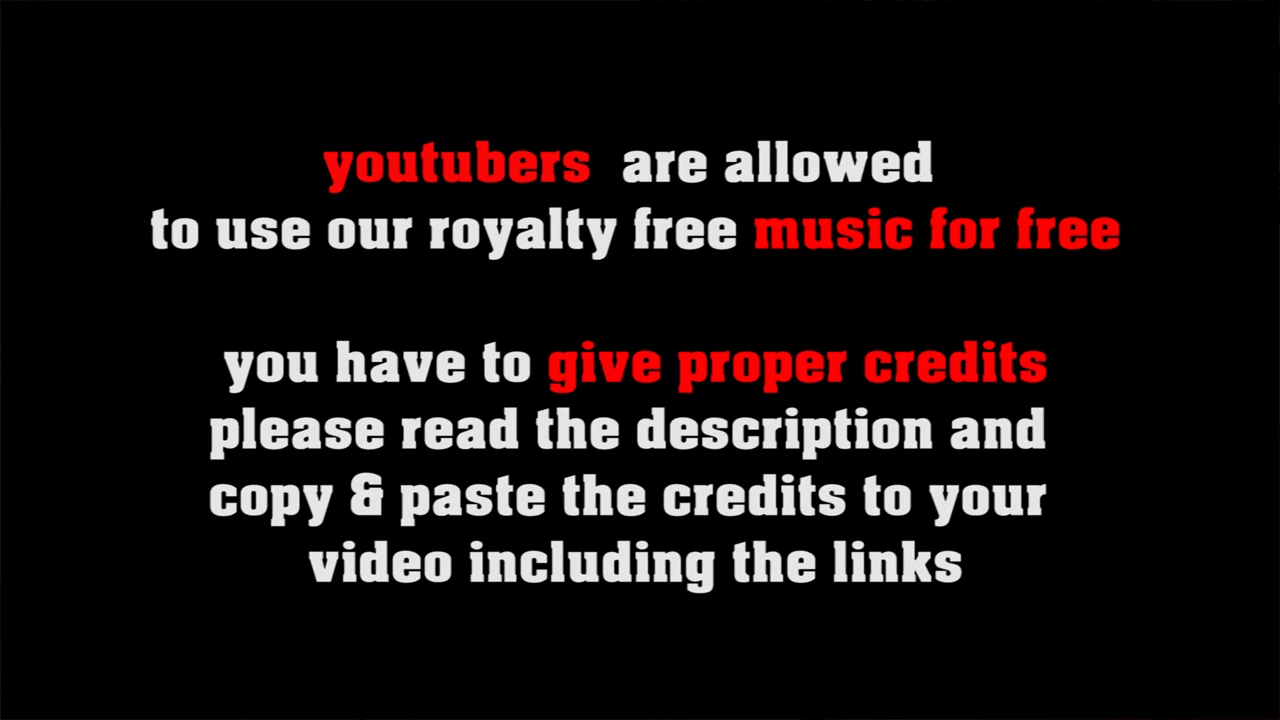 youtubers are allowed
to use our royalty free music for free
you have to give proper credits
please read the description and
copy & paste the credits to your
video including the links